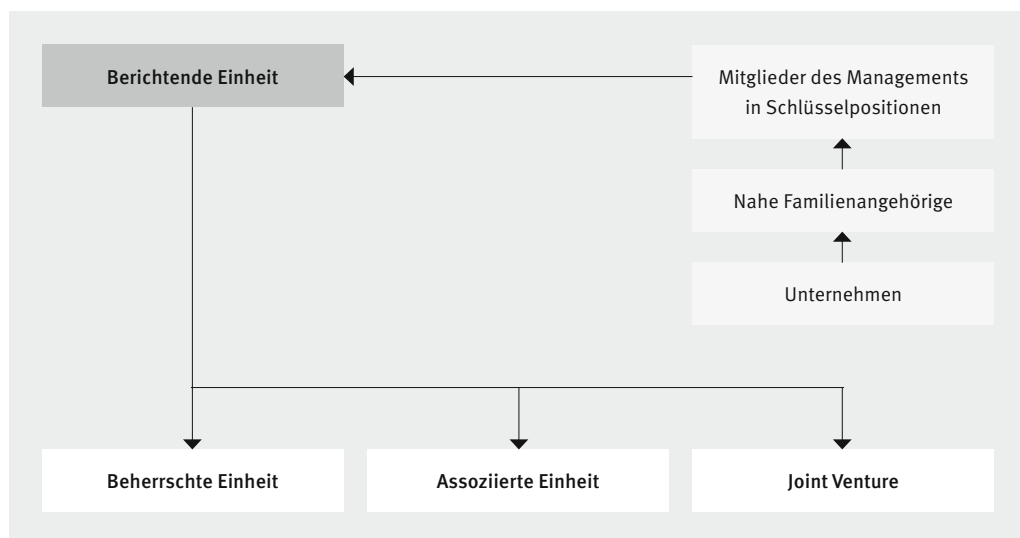 Berichtende Einheit
Mitglieder des Managements
in Schlüsselpositionen
Nahe Familienangehörige
Unternehmen
Beherrschte Einheit
Assoziierte Einheit
Joint Venture